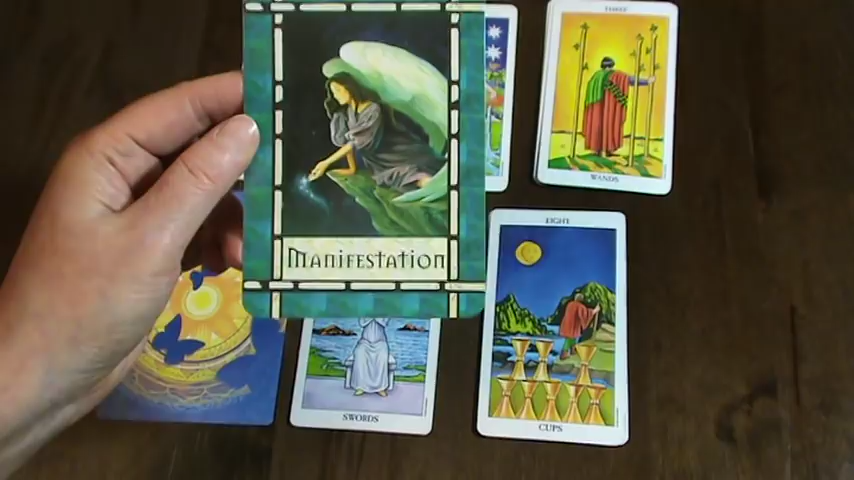 THREE
WANDS
EIGHT
Manifestation
SWORDS
CUPS